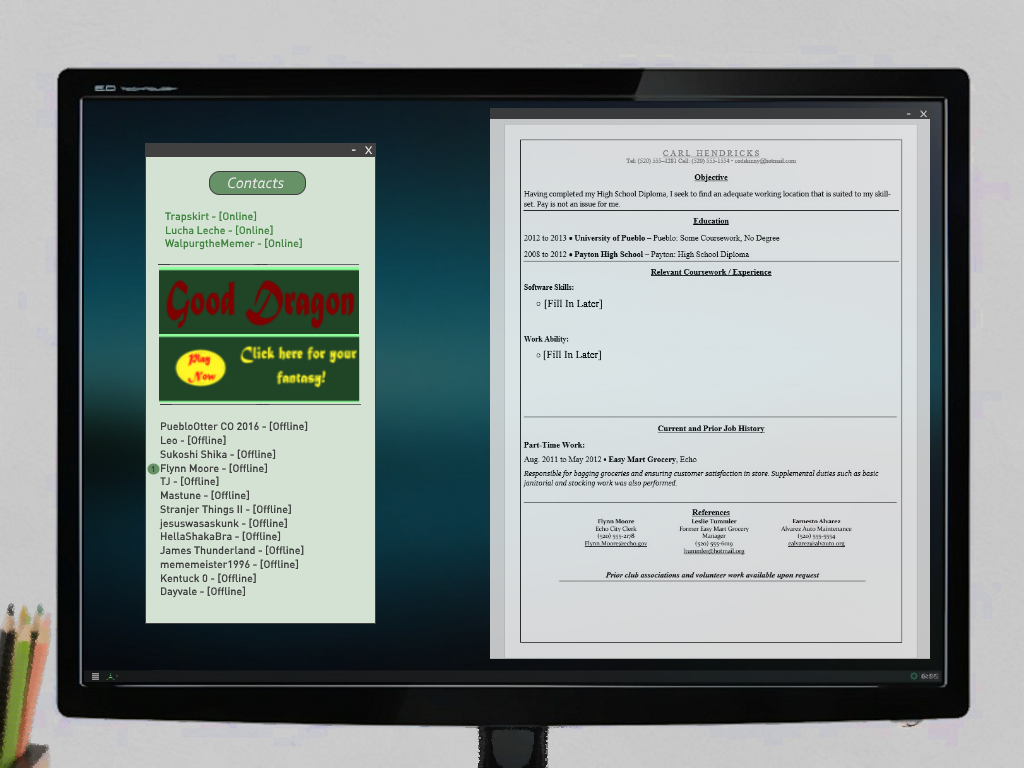 - X
Contacts
Trapskirt - [Online]
Lucha Leche - [Online]
WalpurgtheMemer - [Online]
Good Dragon
Play
Now
Click here for your
fantasy!
PuebloOtter CO 2016 - [Offline]
Leo - [Offline]
Sukoshi Shika - [Offline]
1 Flynn Moore - [Offline]
TJ - [Offline]
Mastune - [Offline]
Stranjer Things II - [Offline]
jesuswasaskunk - [Offline]
HellaShakaBra - [Offline]
James Thunderland - [Offline]
mememeister1996 - [Offline]
Kentuck 0 - [Offline]
Dayvale - [Offline]
- X
CARL HENDRICKS
Tel: (520) 555-1281 Cell: (520) 555-1554 •
Objective
Having completed my High School Diploma, I seek to find an adequate working location that is suited to my skill-
set. Pay is not an issue for me.
Education
2012 to 2013 • University of Pueblo – Pueblo: Some Coursework, No Degree
2008 to 2012 • Payton High School – Payton: High School Diploma
Relevant Coursework / Experience
Software Skills:
○ [Fill In Later]
Work Ability:
○ [Fill In Later]
Current and Prior Job History
Part-Time Work:
Aug. 2011 to May 2012 • Easy Mart Grocery, Echo
Responsible for bagging groceries and ensuring customer satisfaction in store. Supplemental duties such as basic
janitorial and stocking work was also performed.
References
Flynn Moore
Echo City Clerk
(520) 555-2178
Flynn.Moore@echo.gov
Leslie Tummler
Former Easy Mart Grocery
Manager
(520) 555-6119
Earnesto Alvarez
Alvarez Auto Maintenance
(520) 555-5554
ealvarez@alvauto.org
Prior club associations and volunteer work available upon request